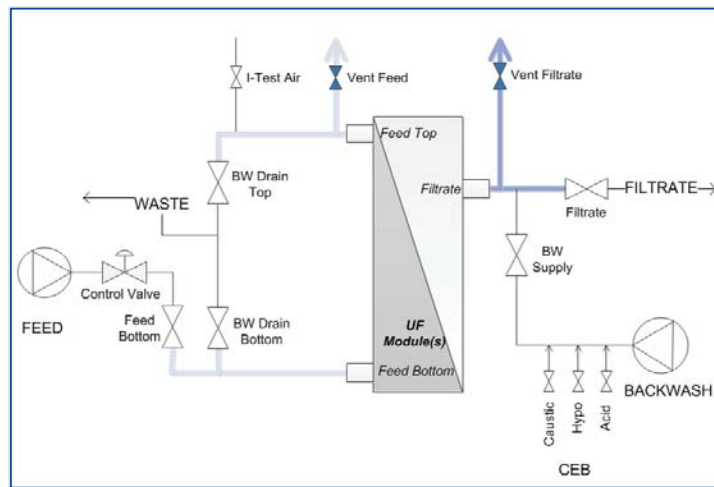 I-Test Air
Vent Feed
Vent Filtrate
Feed Top
BW Drain
Top
Filtrate
FILTRATE
Filtrate
WASTE
BW
Supply
Control Valve
FEED
Feed
Bottom
BW Drain
Bottom
UF
Module(s)
Feed Bottom
BACKWASH
Caustic
Hypo
Acid
CEB